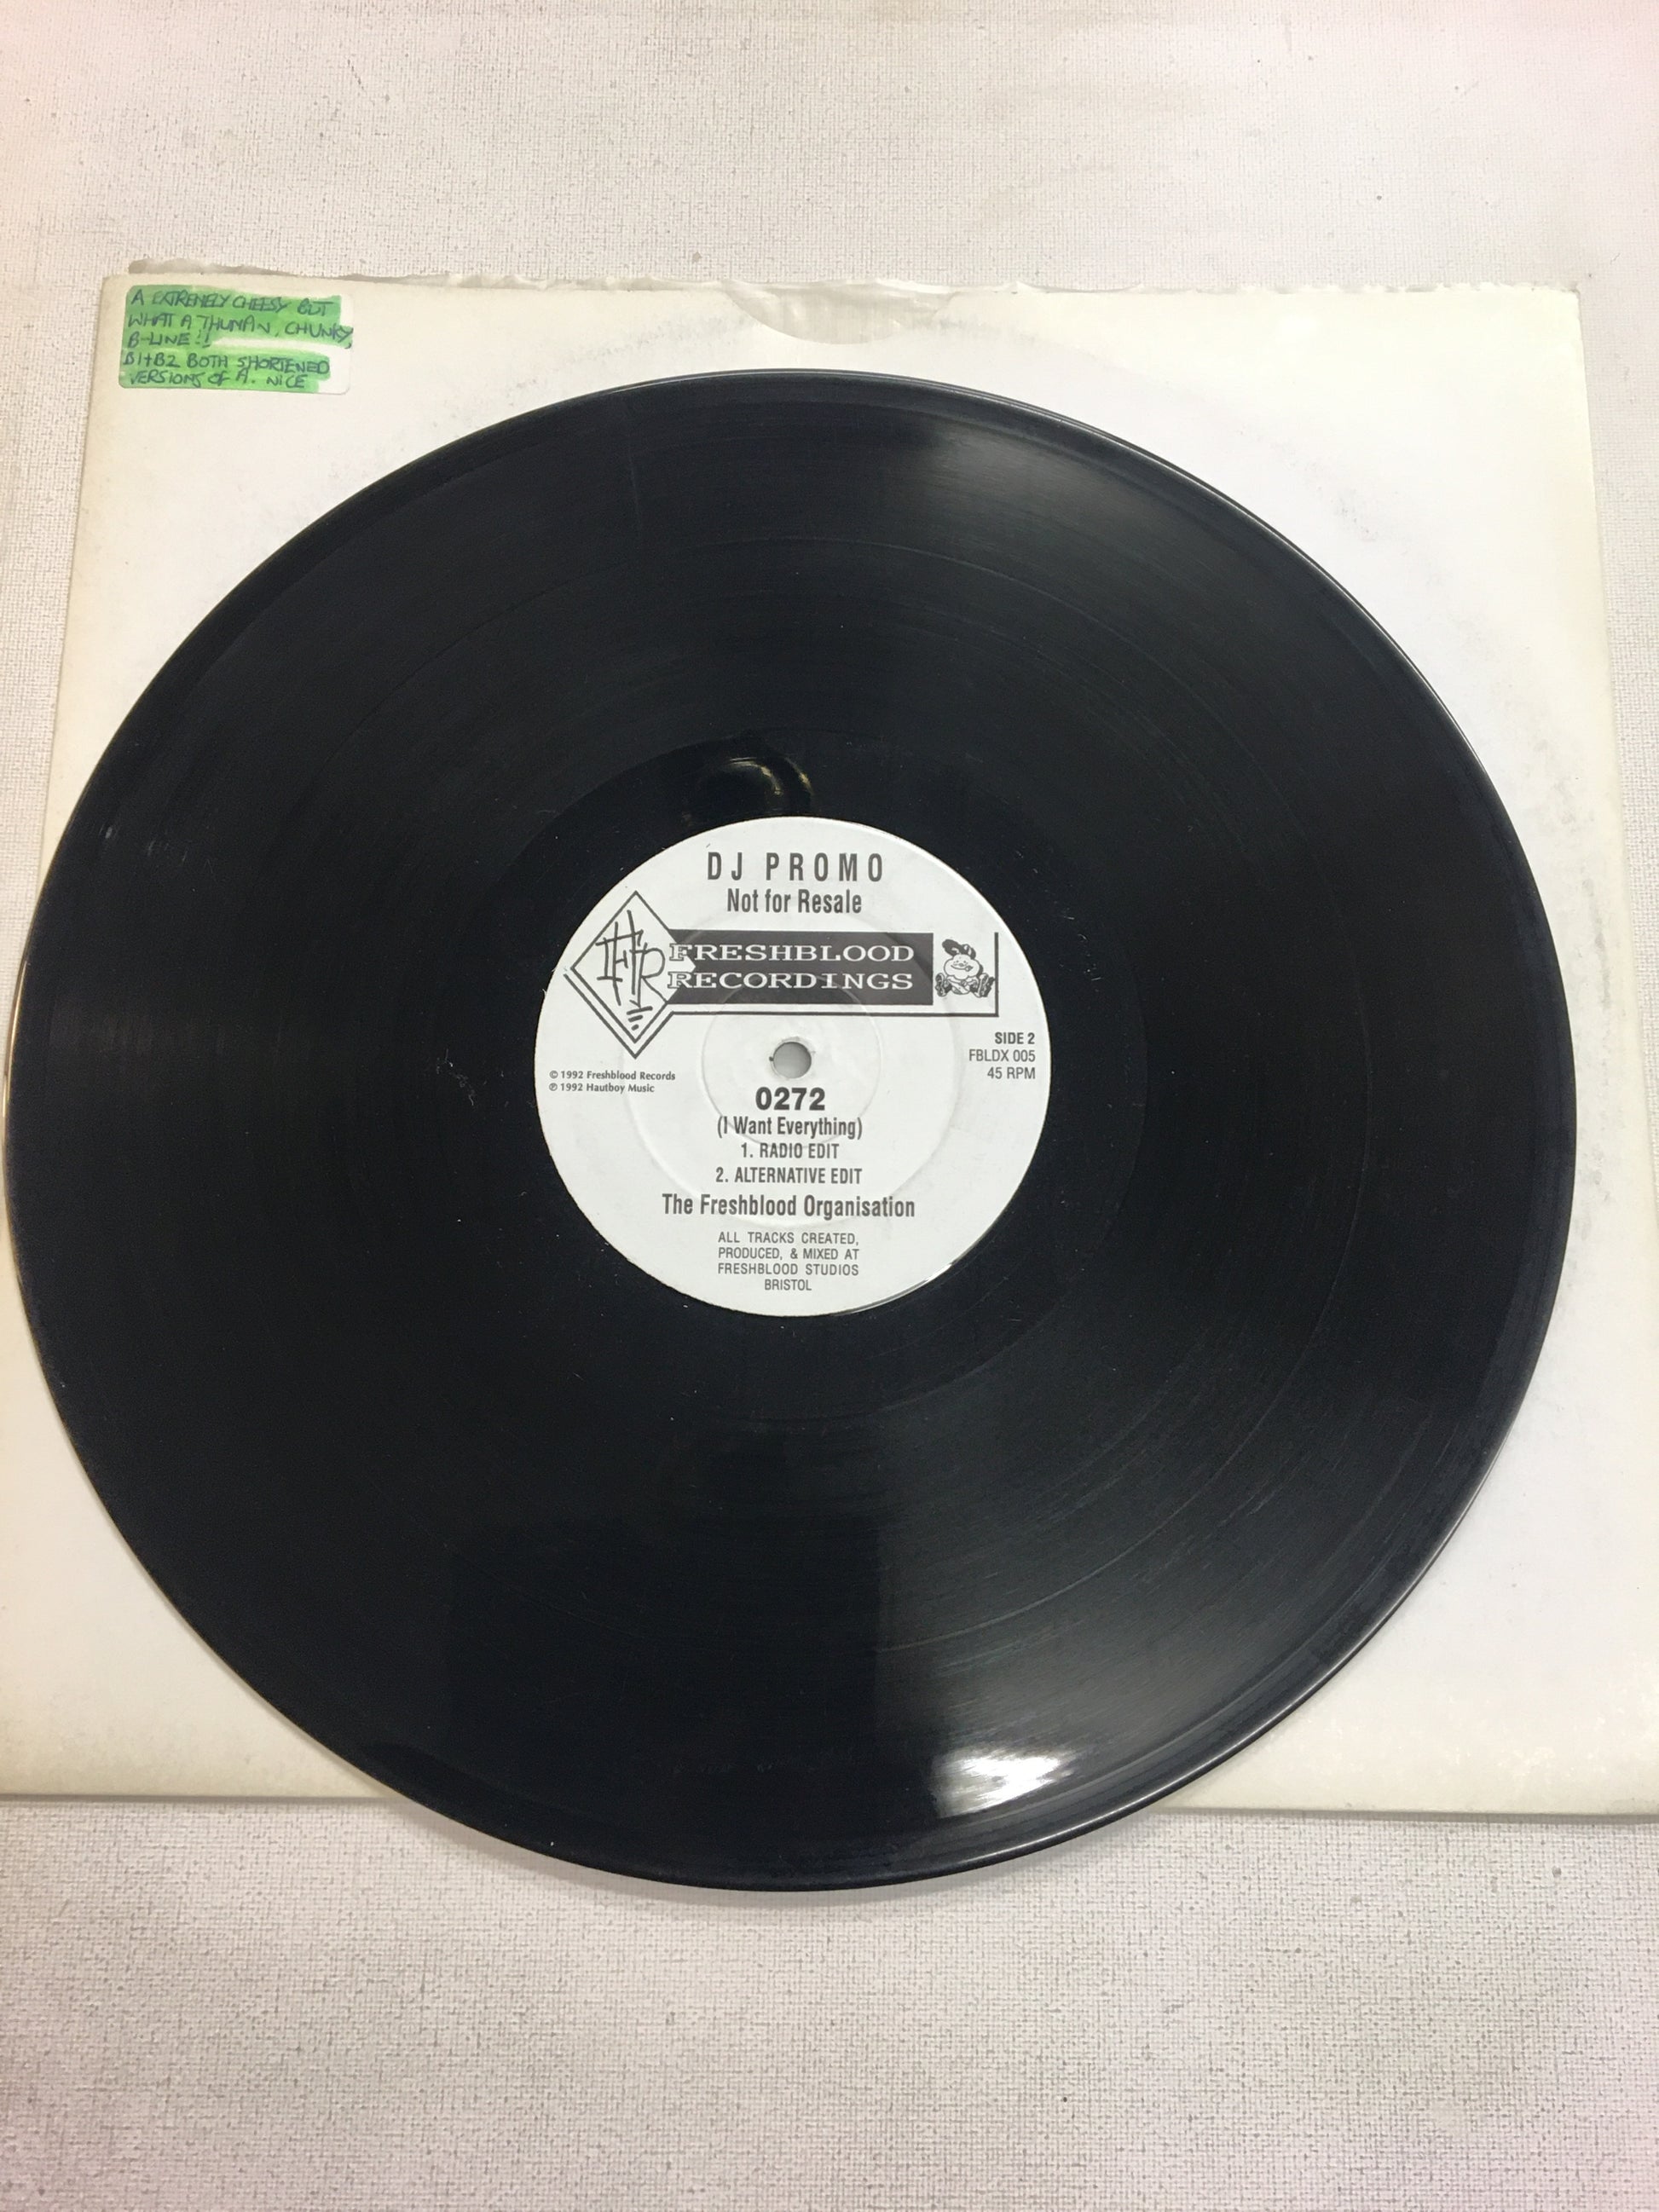 A EXTREMELY CHEESY BUT
WHAT A THUMPIN, CHUNKY,
B-LINE!!
B1+B2 BOTH SHORTENED
VERSIONS OF A. NICE
DJ PROMO
Not for Resale
FRESHBLOOD
RECORDINGS
SIDE 2
FBLDX 005
45 RPM
© 1992 Freshblood Records
℗ 1992 Hautboy Music
0272
(I Want Everything)
1. RADIO EDIT
2. ALTERNATIVE EDIT
The Freshblood Organisation
ALL TRACKS CREATED,
PRODUCED, & MIXED AT
FRESHBLOOD STUDIOS
BRISTOL